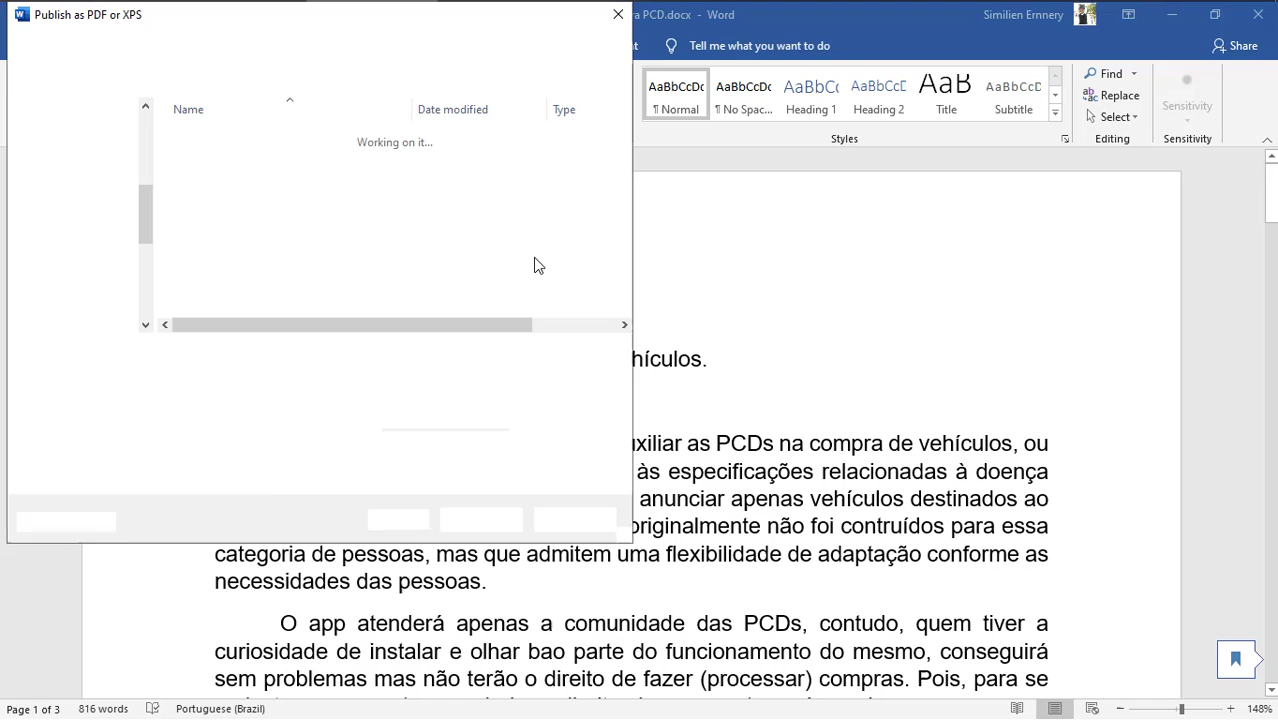 Publish as PDF or XPS
ra PCD.docx - Word
Similien Ernnery
Tell me what you want to do
Share
Name
Date modified
Type
Working on it...
AaBbCcDc
¶ Normal
AaBbCcDc
¶ No Spac...
AaBbCc
Heading 1
AaBbCcD
Heading 2
AaB
Title
AaBbCcD
Subtitle
Styles
Find
Replace
Select
Editing
Sensitivity
Sensitivity
hículos.
uxiliar as PCDs na compra de vehículos, ou
às especificações relacionadas à doença
anunciar apenas vehículos destinados ao
originalmente não foi contruídos para essa
categoria de pessoas, mas que admitem uma flexibilidade de adaptação conforme as
necessidades das pessoas.
O app atenderá apenas a comunidade das PCDs, contudo, quem tiver a
curiosidade de instalar e olhar bao parte do funcionamento do mesmo, conseguirá
sem problemas mas não terão o direito de fazer (processar) compras. Pois, para se
Page 1 of 3
816 words
Portuguese (Brazil)
148%